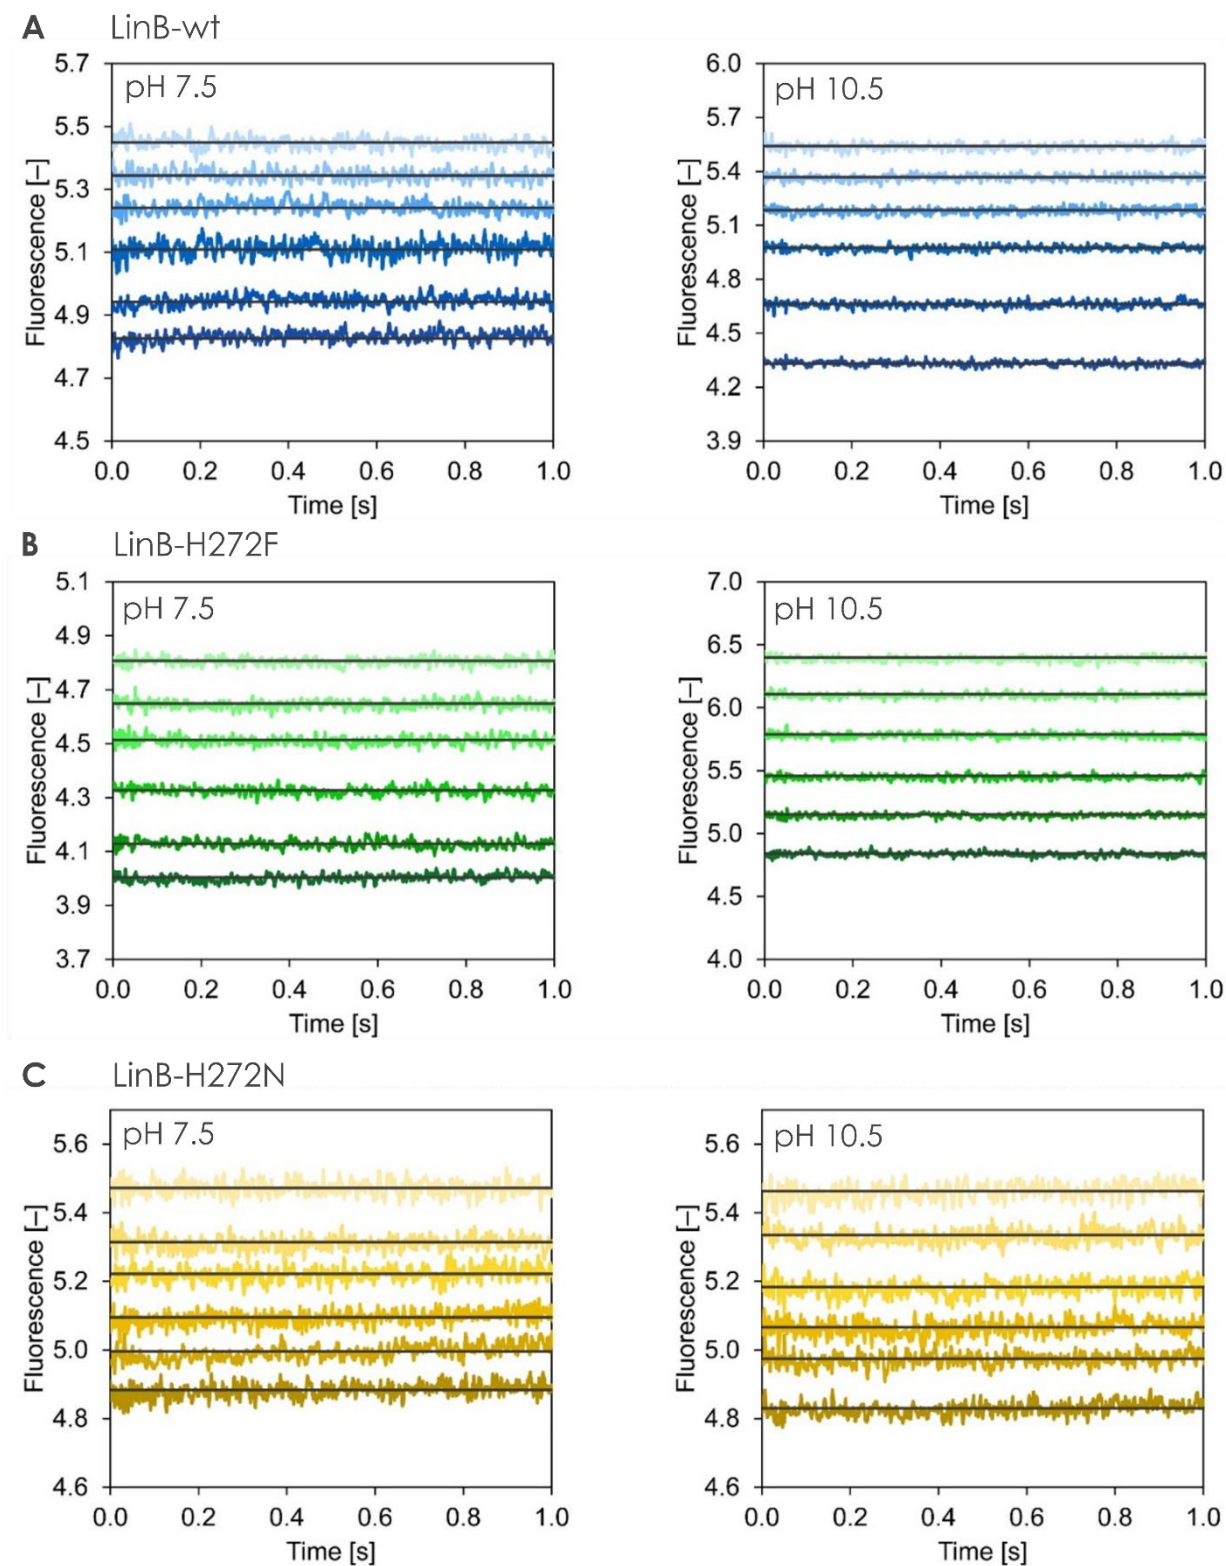 A LinB-wt
pH 7.5
5.7
5.5
5.3
5.1
4.9
4.7
4.5
Fluorescence [–]
0.0 0.2 0.4 0.6 0.8 1.0
Time [s]
pH 10.5
6.0
5.7
5.4
5.1
4.8
4.5
4.2
3.9
Fluorescence [–]
0.0 0.2 0.4 0.6 0.8 1.0
Time [s]
B LinB-H272F
pH 7.5
5.1
4.9
4.7
4.5
4.3
4.1
3.9
3.7
Fluorescence [–]
0.0 0.2 0.4 0.6 0.8 1.0
Time [s]
pH 10.5
7.0
6.5
6.0
5.5
5.0
4.5
4.0
Fluorescence [–]
0.0 0.2 0.4 0.6 0.8 1.0
Time [s]
C LinB-H272N
pH 7.5
5.6
5.4
5.2
5.0
4.8
4.6
Fluorescence [–]
0.0 0.2 0.4 0.6 0.8 1.0
Time [s]
pH 10.5
5.6
5.4
5.2
5.0
4.8
4.6
Fluorescence [–]
0.0 0.2 0.4 0.6 0.8 1.0
Time [s]